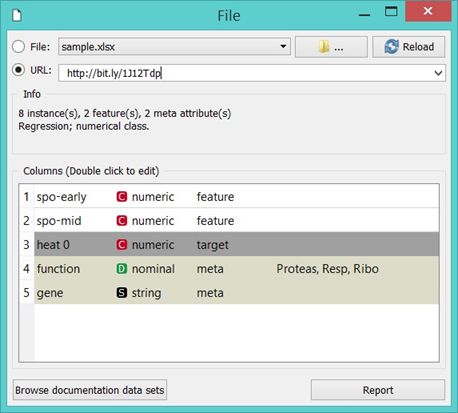 File
File: sample.xlsx ... Reload
URL: http://bit.ly/1J12Tdp
Info
8 instance(s), 2 feature(s), 2 meta attribute(s)
Regression; numerical class.
Columns (Double click to edit)
1 spo-early C numeric feature
2 spo-mid C numeric feature
3 heat 0 C numeric target
4 function D nominal meta Proteas, Resp, Ribo
5 gene S string meta
Browse documentation data sets Report